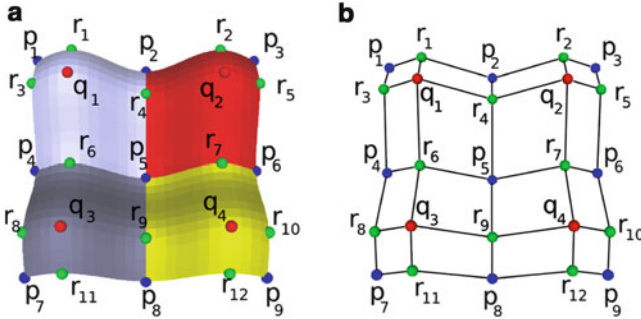 a
r1 r2
p1 p2 p3
r3 q1 r4 q2 r5
p4 r6 p5 r7 p6
r8 q3 r9 q4 r10
p7 r11 p8 r12 p9
b
r1 r2
p1 p2 p3
r3 q1 r4 q2 r5
p4 r6 p5 r7 p6
r8 q3 r9 q4 r10
p7 r11 p8 r12 p9